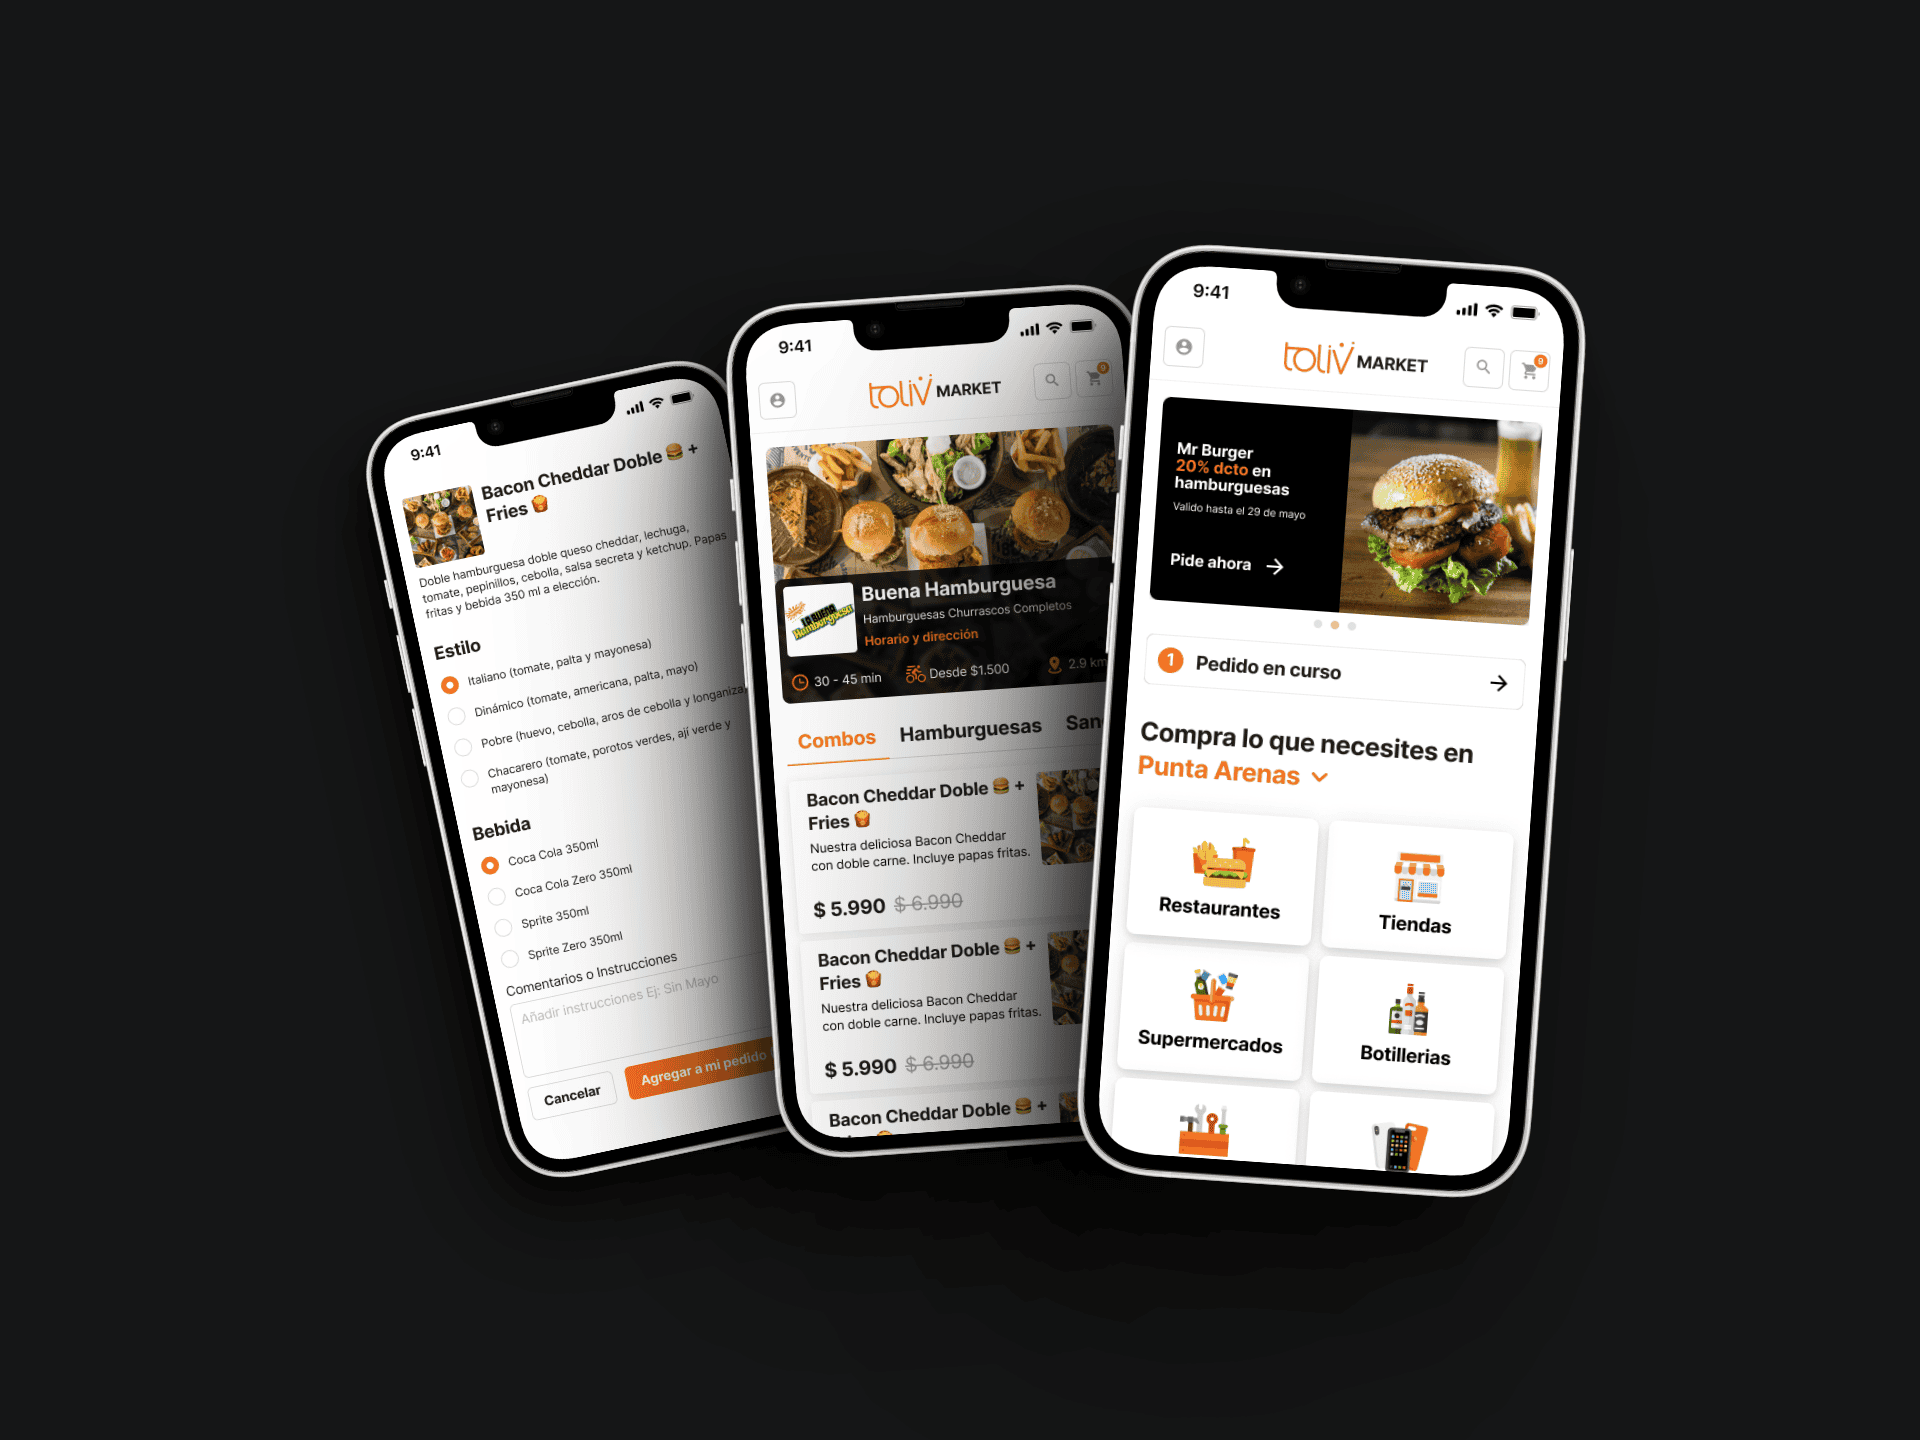 9:41
Bacon Cheddar Doble 🍔 +
Fries 🍟
Doble hamburguesa doble queso cheddar, lechuga,
tomate, pepinillos, cebolla, salsa secreta y ketchup. Papas
fritas y bebida 350 ml a elección.
Estilo
Italiano (tomate, palta y mayonesa)
Dinámico (tomate, americana, palta, mayo)
Pobre (huevo, cebolla, aros de cebolla y longaniza,
Chacarero (tomate, porotos verdes, ají verde y
mayonesa)
Bebida
Coca Cola 350ml
Coca Cola Zero 350ml
Sprite 350ml
Sprite Zero 350ml
Comentarios o Instrucciones
Añadir instrucciones Ej: Sin Mayo
Cancelar
Agregar a mi pedido
9:41
toliv MARKET
9
LA BUENA
Hamburguesa
Buena Hamburguesa
Hamburguesas Churrascos Completos
Horario y dirección
30 - 45 min
Desde $1.500
2.9 km
Combos
Hamburguesas
Bacon Cheddar Doble 🍔 +
Fries 🍟
Nuestra deliciosa Bacon Cheddar
con doble carne. Incluye papas fritas.
$ 5.990 $ 6.990
Bacon Cheddar Doble 🍔 +
Fries 🍟
Nuestra deliciosa Bacon Cheddar
con doble carne. Incluye papas fritas.
$ 5.990 $ 6.990
Bacon Cheddar Doble 🍔 +
9:41
toliv MARKET
9
Mr Burger
20% dcto en
hamburguesas
Valido hasta el 29 de mayo
Pide ahora
1 Pedido en curso
Compra lo que necesites en
Punta Arenas
Restaurantes
Tiendas
Supermercados
Botillerias